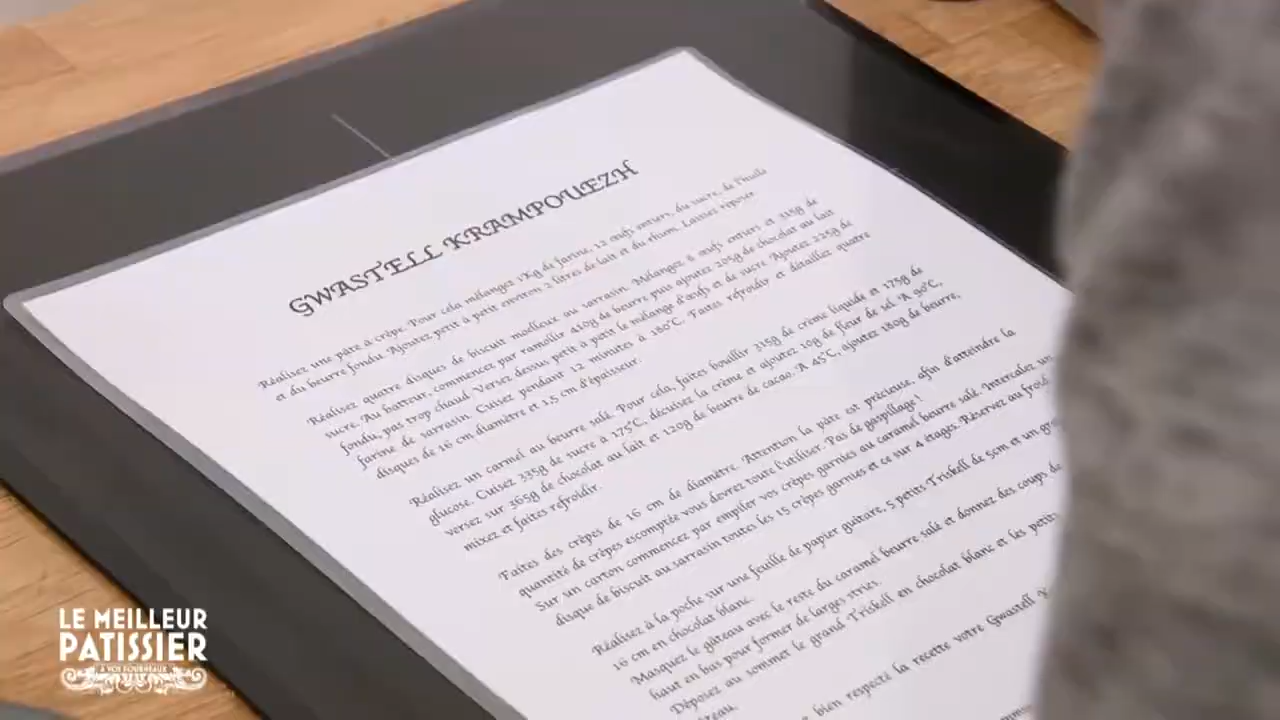 GWASTELL KRAMPOUEZH
Réalisez une pâte à crêpe. Pour cela mélangez 1Kg de farine, 12 œufs entiers, du sucre, de l'huile
et du beurre fondu. Ajoutez petit à petit environ 2 litres de lait et du rhum. Laissez reposer.
Réalisez quatre disques de biscuit moelleux au sarrasin. Mélangez 8 œufs entiers et 315g de
sucre. Au batteur, commencez par ramollir 410g de beurre puis ajoutez 205g de chocolat au lait
fondu, pas trop chaud. Versez dessus petit à petit le mélange d'œufs et de sucre. Ajoutez 225g de
farine de sarrasin. Cuisez pendant 12 minutes à 180°C. Faites refroidir et détaillez quatre
disques de 16 cm diamètre et 1.5 cm d'épaisseur.
Réalisez un carmel au beurre salé. Pour cela, faites bouillir 315g de crème liquide et 175g de
glucose. Cuisez 335g de sucre à 175°C, décuisez la crème et ajoutez 10g de fleur de sel. A 90°C,
versez sur 365g de chocolat au lait et 120g de beurre de cacao. A 45°C, ajoutez 180g de beurre,
mixez et faites refroidir.
Faites des crêpes de 16 cm de diamètre. Attention la pâte est précieuse, afin d'atteindre la
quantité de crêpes escomptée vous devrez toute l'utiliser. Pas de gaspillage !
Sur un carton commencez par empiler vos crêpes garnies au caramel beurre salé. Intercalez un
disque de biscuit au sarrasin toutes les 15 crêpes garnies et ce sur 4 étages. Réservez au froid
Réalisez à la poche sur une feuille de papier guitare, 5 petits Triskell de 5cm et un
16 cm en chocolat blanc.
Masquez le gâteau avec le reste du caramel beurre salé et donnez des coups de
haut en bas pour former de larges stries.
Déposez au sommet le grand Triskell en chocolat blanc et les petits
bien respecté la recette votre Gwastell
LE MEILLEUR
PATISSIER
À VOS FOURNEAUX